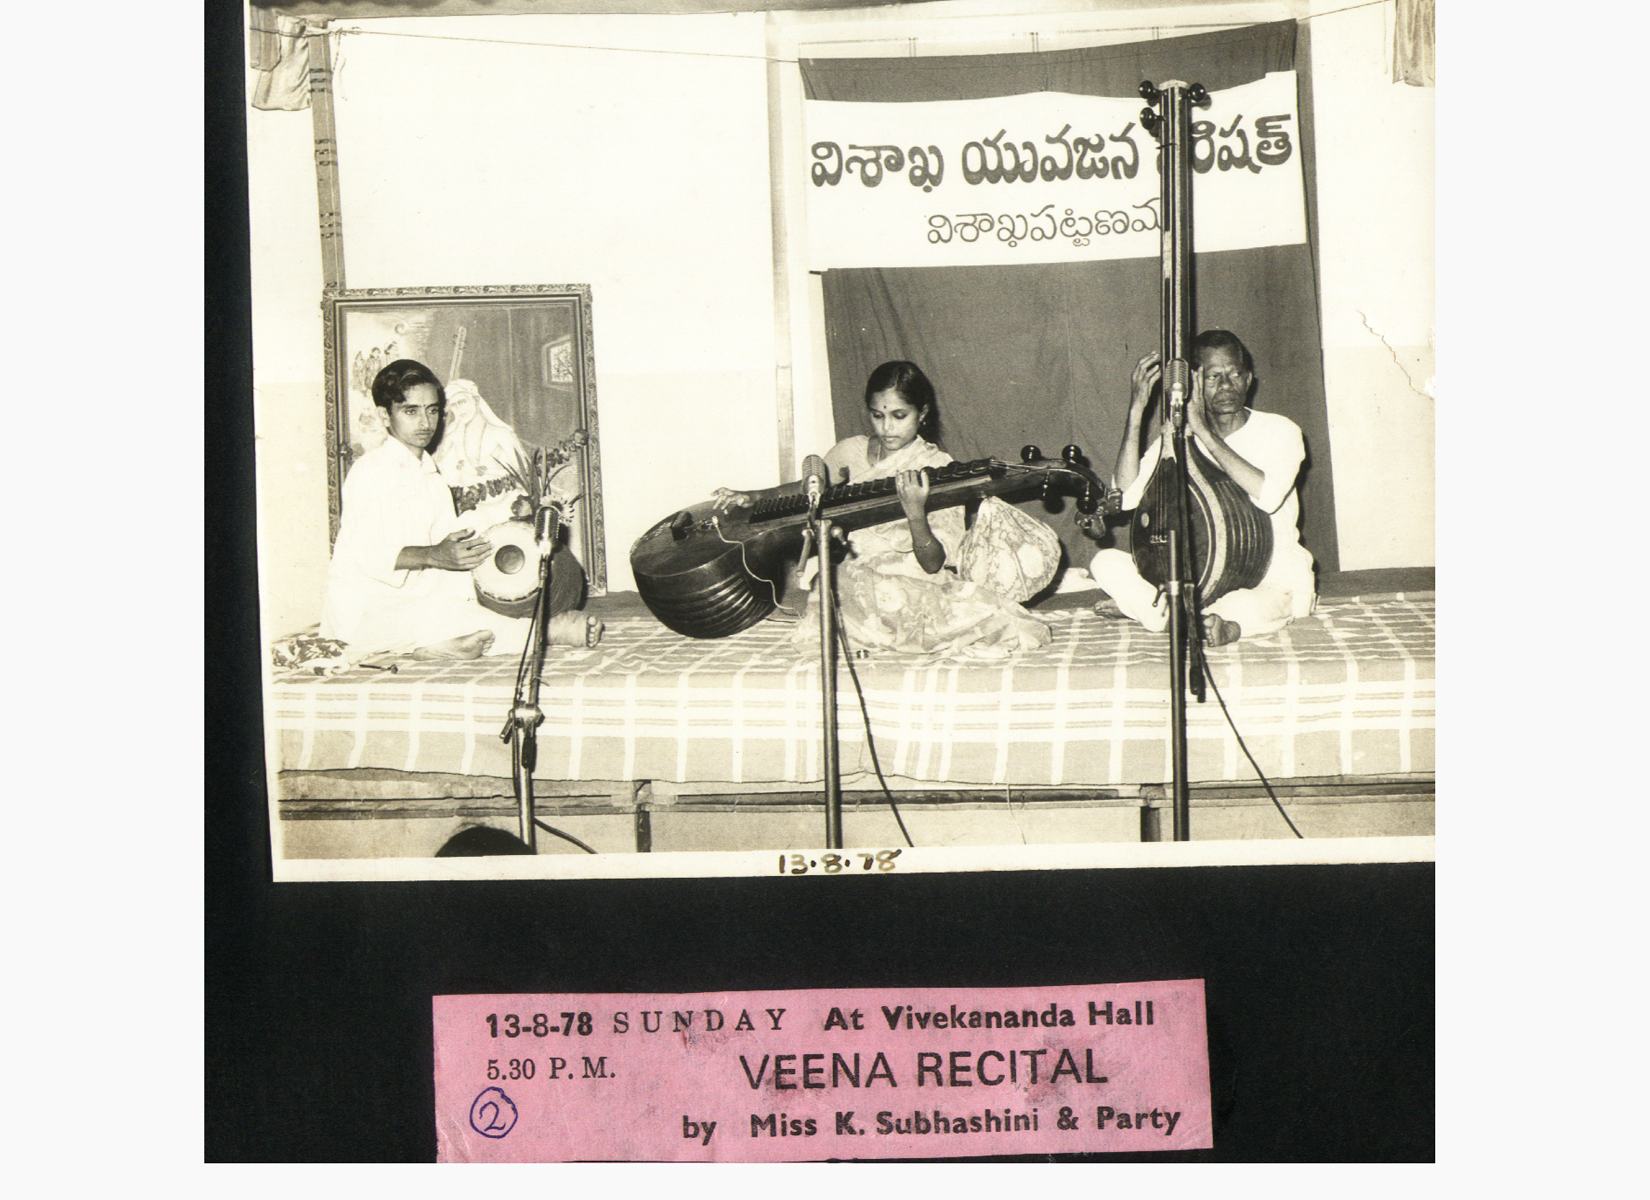 విశాఖ యువజన
విశాఖపట్టణమ
13.8.78
13-8-78 SUNDAY At Vivekananda Hall
5.30 P.M. VEENA RECITAL
2
by Miss K. Subhashini & Party